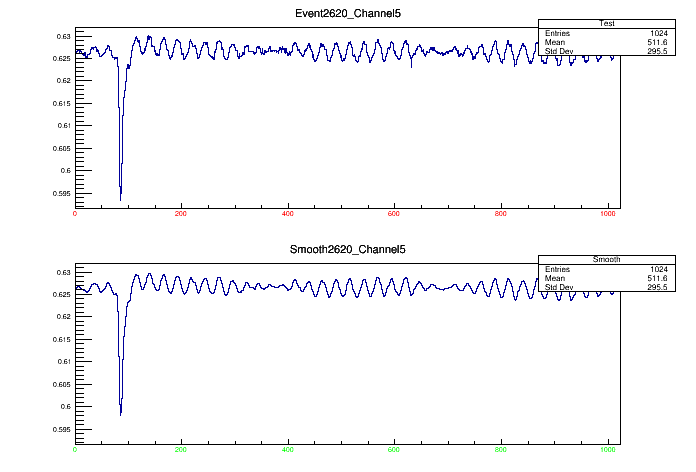 Event2620_Channel5
Test
Entries 1024
Mean 511.6
Std Dev 295.5
0.63
0.625
0.62
0.615
0.61
0.605
0.6
0.595
0 200 400 600 800 1000
Smooth2620_Channel5
Smooth
Entries 1024
Mean 511.6
Std Dev 295.5
0.63
0.625
0.62
0.615
0.61
0.605
0.6
0.595
0 200 400 600 800 1000